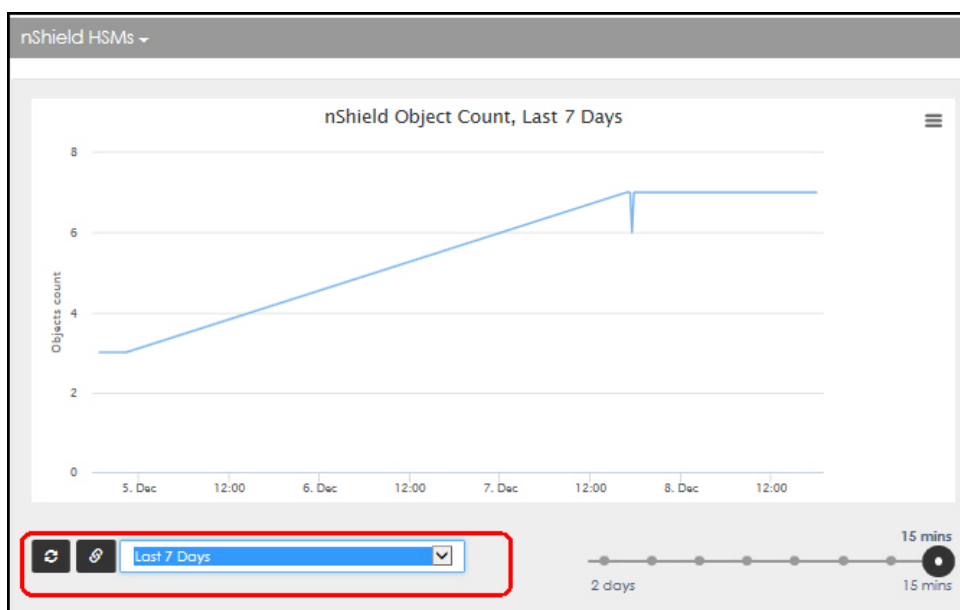 nShield HSMs
nShield Object Count, Last 7 Days
8
6
4
2
0
Objects count
5. Dec 12:00 6. Dec 12:00 7. Dec 12:00 8. Dec 12:00
Last 7 Days
15 mins
2 days 15 mins